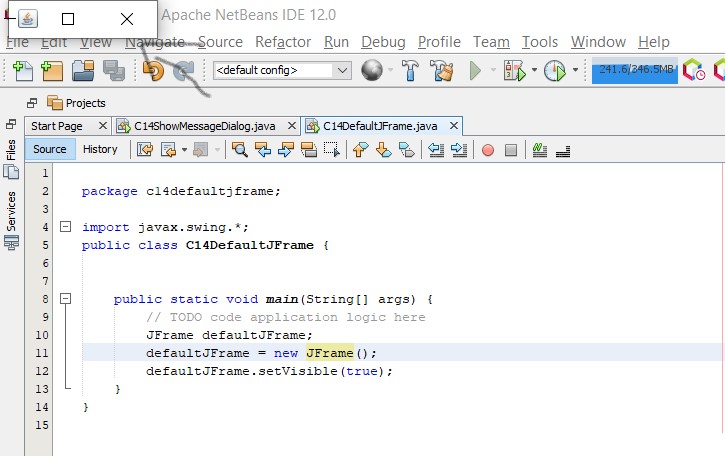 Apache NetBeans IDE 12.0
File Edit View Navigate Source Refactor Run Debug Profile Team Tools Window Help
<default config>
241.6/346.5MB
Projects
Start Page C14ShowMessageDialog.java C14DefaultJFrame.java
Source History
Files
Services
1
2 package c14defaultjframe;
3
4 import javax.swing.*;
5 public class C14DefaultJFrame {
6
7
8 public static void main(String[] args) {
9 // TODO code application logic here
10 JFrame defaultJFrame;
11 defaultJFrame = new JFrame();
12 defaultJFrame.setVisible(true);
13 }
14 }
15